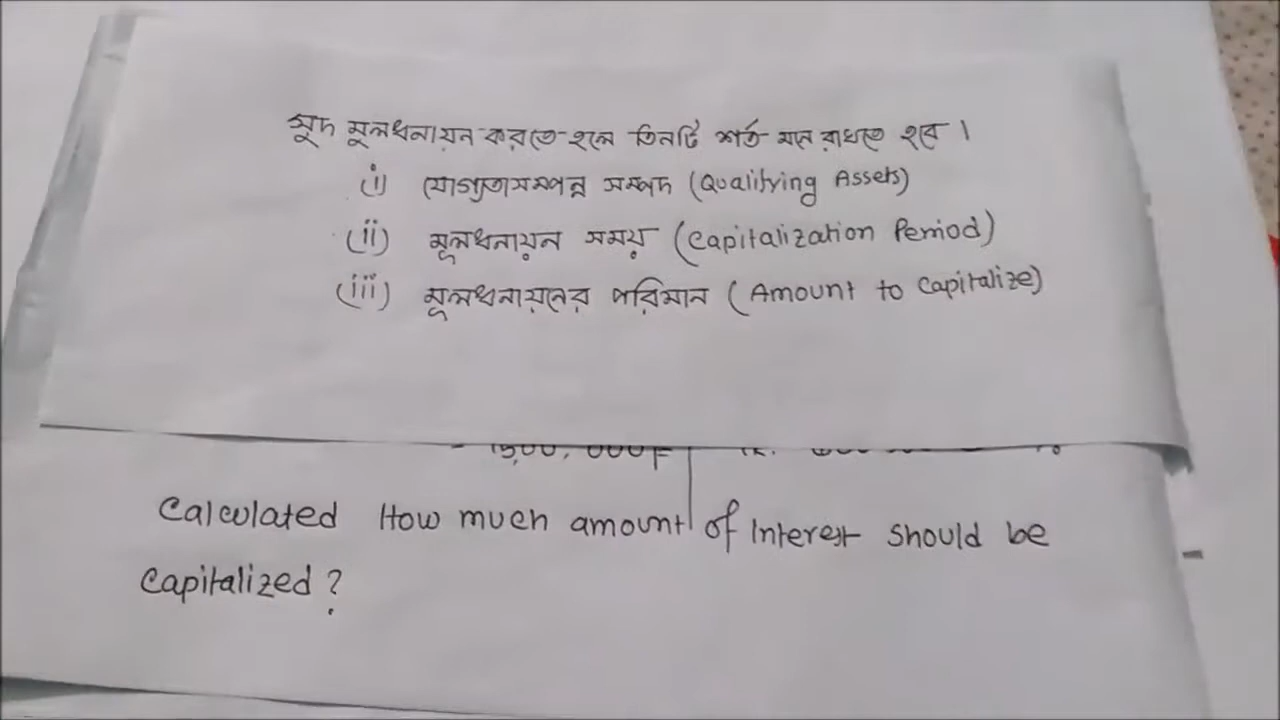 সুদ মূলধনায়ন করতে হলে তিনটি শর্ত মনে রাখতে হবে।
(i) যোগ্যতাসম্পন্ন সম্পদ (Qualifying Assets)
(ii) মূলধনায়ন সময় (Capitalization Period)
(iii) মূলধনায়নের পরিমান (Amount to Capitalize)
Calculated How much amount of Interest should be
Capitalized?